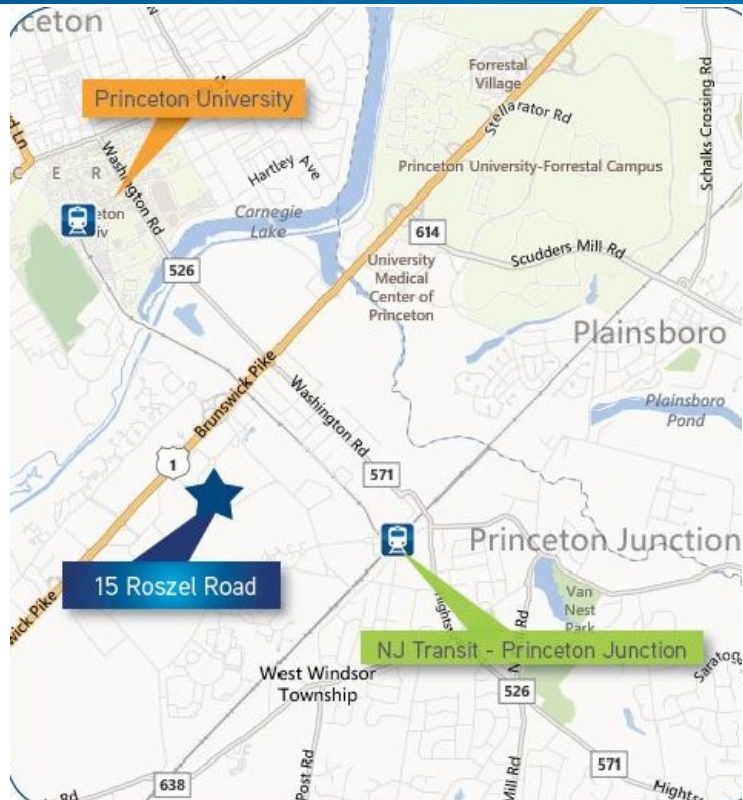 ceton
Princeton University
Forrestal
Village
Stellarator Rd
Schalks Crossing Rd
Princeton University-Forrestal Campus
Hartley Ave
Washington Rd
C E R
Carnegie
Lake
526
614
Scudders Mill Rd
University
Medical
Center of
Princeton
Plainsboro
Plainsboro
Pond
Brunswick Pike
Washington Rd
1
571
Princeton Junction
15 Roszel Road
Van
Nest
Park
NJ Transit - Princeton Junction
West Windsor
Township
526
571
638
Post Rd
Mill Rd